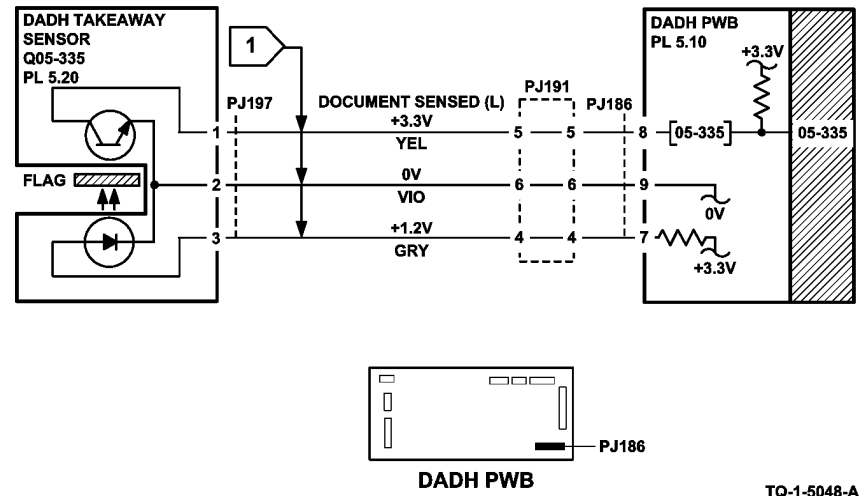 DADH TAKEAWAY
SENSOR
Q05-335
PL 5.20
1
DADH PWB
PL 5.10
+3.3V
PJ197
DOCUMENT SENSED (L)
PJ191
PJ186
1
+3.3V
YEL
5
5
8
[05-335]
05-335
FLAG
2
0V
VIO
6
6
9
0V
3
+1.2V
GRY
4
4
7
+3.3V
PJ186
DADH PWB
TQ-1-5048-A